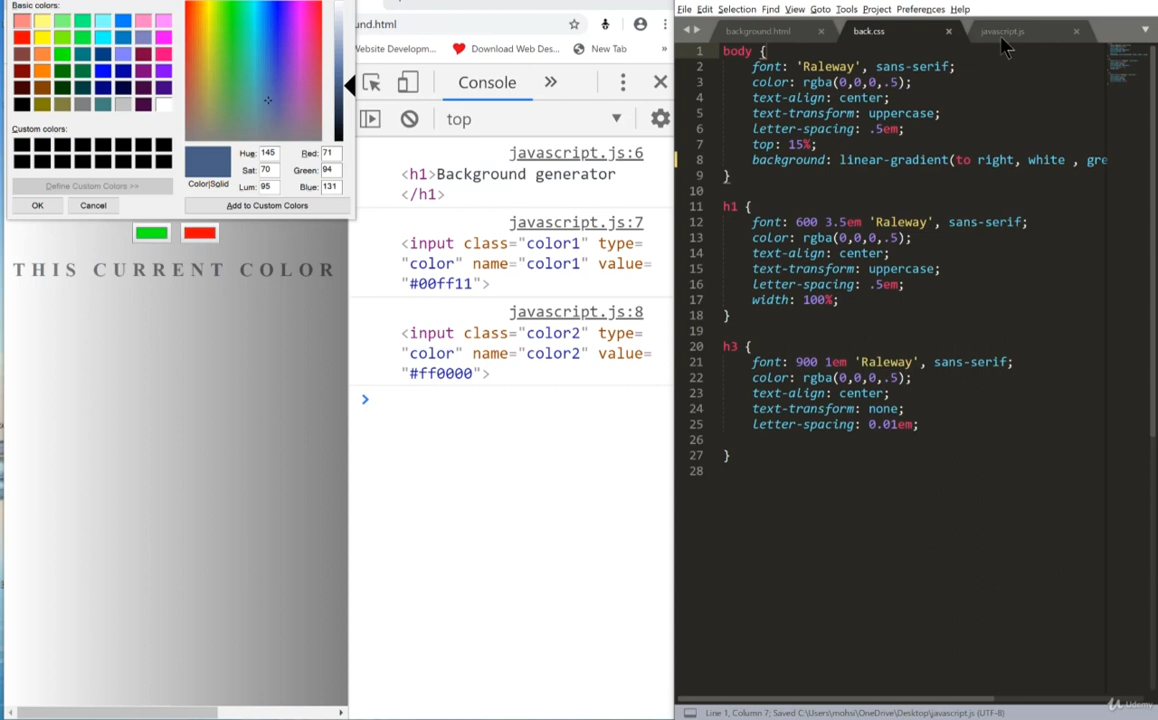 Basic colors:
Custom colors:
Define Custom Colors >>
OK
Cancel
Color|Solid
Hue: 145
Sat: 70
Lum: 95
Red: 71
Green: 94
Blue: 131
Add to Custom Colors
THIS CURRENT COLOR
und.html
Website Developm...
Download Web Des...
New Tab
»
Console
»
top
javascript.js:6
<h1>Background generator
</h1>
javascript.js:7
<input class="color1" type=
"color" name="color1" value=
"#00ff11">
javascript.js:8
<input class="color2" type=
"color" name="color2" value=
"#ff0000">
File Edit Selection Find View Goto Tools Project Preferences Help
background.html
back.css
javascript.js
1 body {
2 font: 'Raleway', sans-serif;
3 color: rgba(0,0,0,.5);
4 text-align: center;
5 text-transform: uppercase;
6 letter-spacing: .5em;
7 top: 15%;
8 background: linear-gradient(to right, white , gre
9 }
10
11 h1 {
12 font: 600 3.5em 'Raleway', sans-serif;
13 color: rgba(0,0,0,.5);
14 text-align: center;
15 text-transform: uppercase;
16 letter-spacing: .5em;
17 width: 100%;
18 }
19
20 h3 {
21 font: 900 1em 'Raleway', sans-serif;
22 color: rgba(0,0,0,.5);
23 text-align: center;
24 text-transform: none;
25 letter-spacing: 0.01em;
26
27 }
28
Line 1, Column 7; Saved C:\Users\mohsi\OneDrive\Desktop\javascript.js (UTF-8)
Udemy